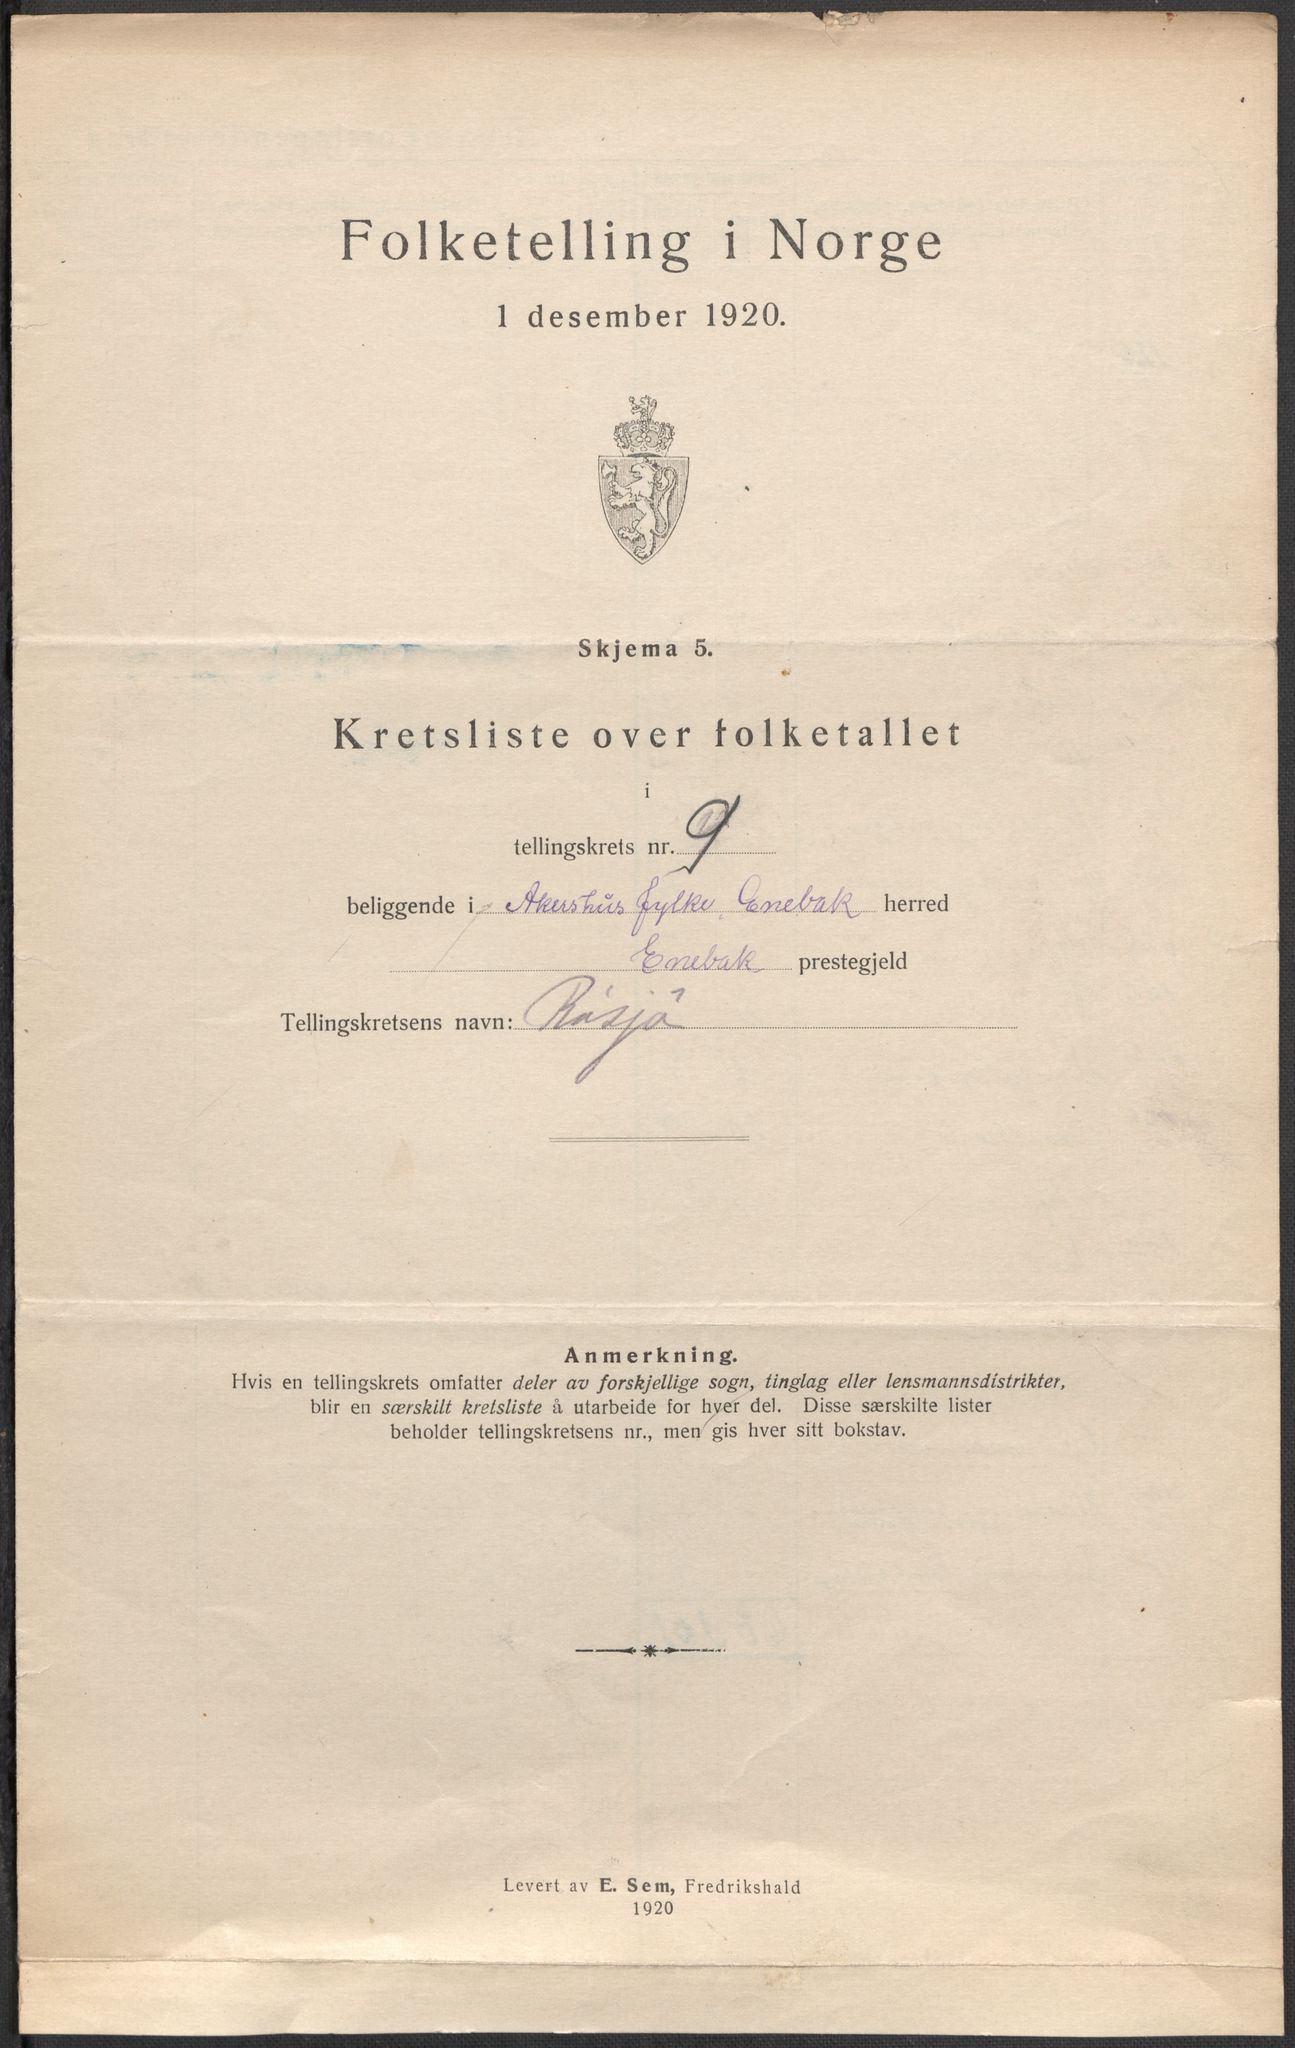 Folketelling i Norge
1 desember 1920.
Skjema 5.
Kretsliste over folketallet
i
tellingskrets nr. 9
beliggende i Akershus fylke, Enebak herred
Enebak prestegjeld
Tellingskretsens navn: Råsjö
Anmerkning.
Hvis en tellingskrets omfatter deler av forskjellige sogn, tinglag eller lensmannsdistrikter,
blir en særskilt kretsliste å utarbeide for hver del. Disse særskilte lister
beholder tellingskretsens nr., men gis hver sitt bokstav.
Levert av E. Sem, Fredrikshald
1920